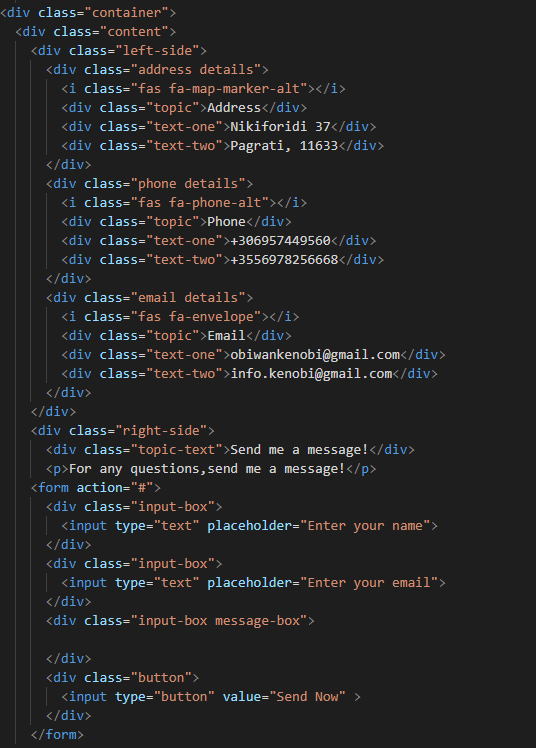 <div class="container">
<div class="content">
<div class="left-side">
<div class="address details">
<i class="fas fa-map-marker-alt"></i>
<div class="topic">Address</div>
<div class="text-one">Nikiforidi 37</div>
<div class="text-two">Pagrati, 11633</div>
</div>
<div class="phone details">
<i class="fas fa-phone-alt"></i>
<div class="topic">Phone</div>
<div class="text-one">+306957449560</div>
<div class="text-two">+3556978256668</div>
</div>
<div class="email details">
<i class="fas fa-envelope"></i>
<div class="topic">Email</div>
<div class="text-one">obiwankenobi@gmail.com</div>
<div class="text-two">info.kenobi@gmail.com</div>
</div>
</div>
<div class="right-side">
<div class="topic-text">Send me a message!</div>
<p>For any questions,send me a message!</p>
<form action="#">
<div class="input-box">
<input type="text" placeholder="Enter your name">
</div>
<div class="input-box">
<input type="text" placeholder="Enter your email">
</div>
<div class="input-box message-box">
</div>
<div class="button">
<input type="button" value="Send Now" >
</div>
</form>